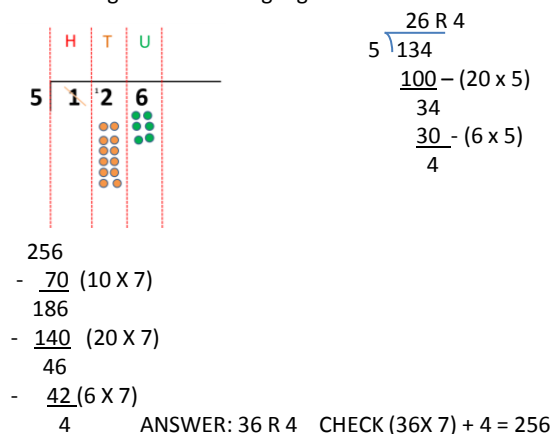 H T U
5 1 ¹2 6
26 R 4
5 134
100 – (20 x 5)
34
30 - (6 x 5)
4
256
- 70 (10 X 7)
186
- 140 (20 X 7)
46
- 42 (6 X 7)
4 ANSWER: 36 R 4 CHECK (36X 7) + 4 = 256